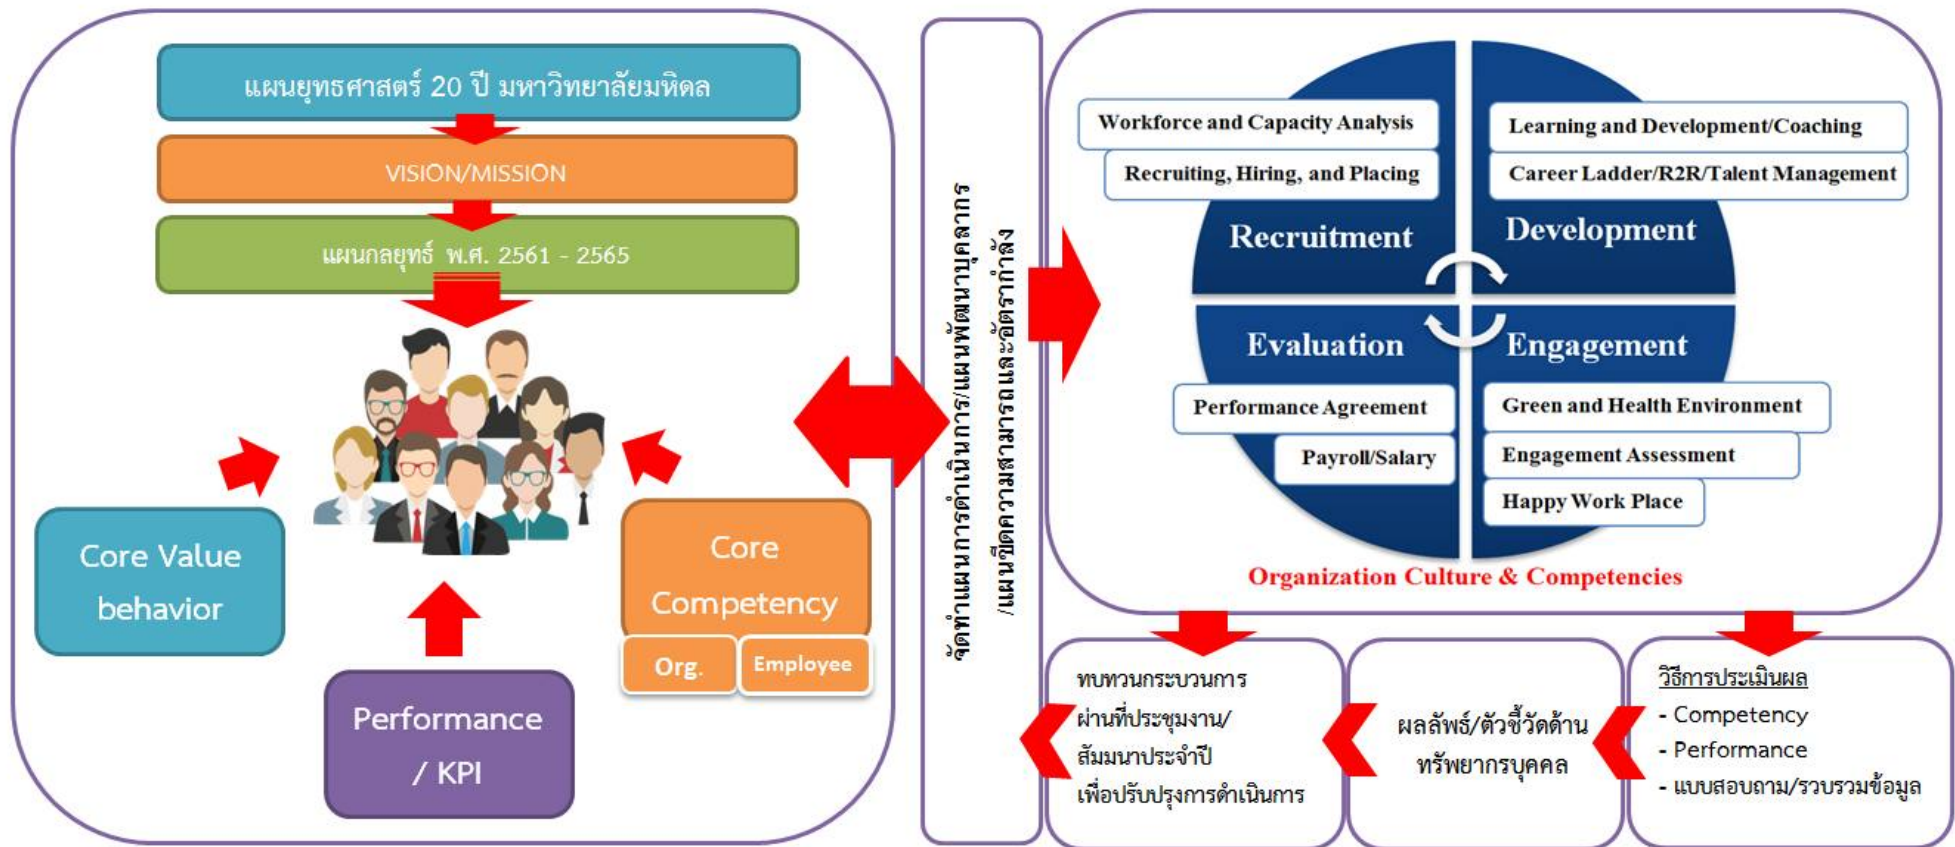 แผนยุทธศาสตร์ 20 ปี มหาวิทยาลัยมหิดล
VISION/MISSION
แผนกลยุทธ์ พ.ศ. 2561 - 2565
Core Value
behavior
Performance
/ KPI
Core
Competency
Org.
Employee
จัดทำแผนการดำเนินการ/แผนพัฒนาบุคลากร
/แผนขีดความสามารถและอัตรากำลัง
Workforce and Capacity Analysis
Recruiting, Hiring, and Placing
Recruitment
Learning and Development/Coaching
Career Ladder/R2R/Talent Management
Development
Evaluation
Performance Agreement
Payroll/Salary
Engagement
Green and Health Environment
Engagement Assessment
Happy Work Place
Organization Culture & Competencies
ทบทวนกระบวนการ
ผ่านที่ประชุมงาน/
สัมมนาประจำปี
เพื่อปรับปรุงการดำเนินการ
ผลลัพธ์/ตัวชี้วัดด้าน
ทรัพยากรบุคคล
วิธีการประเมินผล
- Competency
- Performance
- แบบสอบถาม/รวบรวมข้อมูล